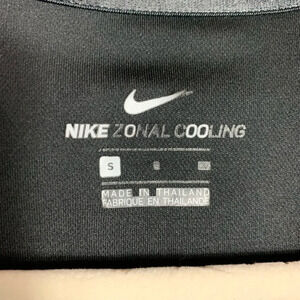 NIKE ZONAL COOLING
S
MADE IN THAILAND
FABRIQUE EN THAILANDE